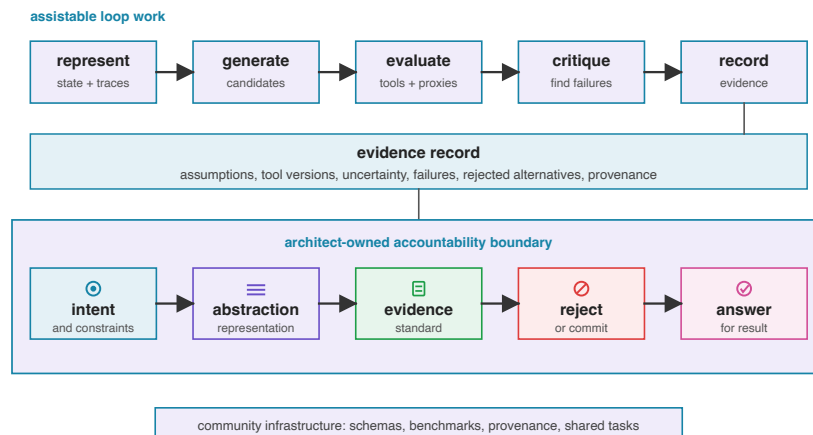 assistable loop work
represent
state + traces
generate
candidates
evaluate
tools + proxies
critique
find failures
record
evidence
evidence record
assumptions, tool versions, uncertainty, failures, rejected alternatives, provenance
architect-owned accountability boundary
intent
and constraints
abstraction
representation
evidence
standard
reject
or commit
answer
for result
community infrastructure: schemas, benchmarks, provenance, shared tasks